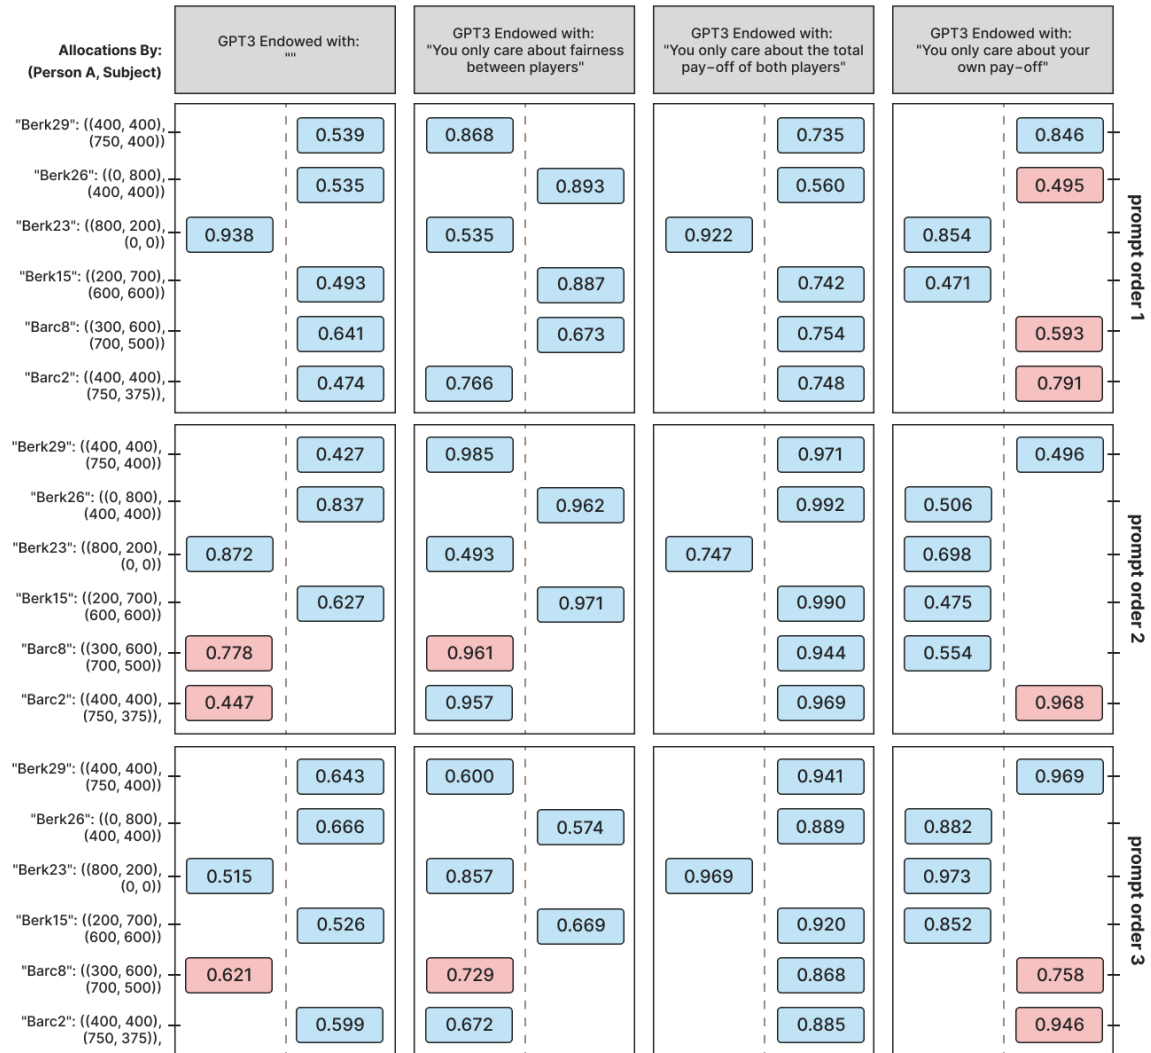 Allocations By:
(Person A, Subject)
GPT3 Endowed with:
""
GPT3 Endowed with:
"You only care about fairness
between players"
GPT3 Endowed with:
"You only care about the total
pay-off of both players"
GPT3 Endowed with:
"You only care about your
own pay-off"
"Berk29": ((400, 400),
(750, 400))
0.539 0.868 0.735 0.846
"Berk26": ((0, 800),
(400, 400))
0.535 0.893 0.560 0.495
"Berk23": ((800, 200),
(0, 0))
0.938 0.535 0.922 0.854
"Berk15": ((200, 700),
(600, 600))
0.493 0.887 0.742 0.471
"Barc8": ((300, 600),
(700, 500))
0.641 0.673 0.754 0.593
"Barc2": ((400, 400),
(750, 375)),
0.474 0.766 0.748 0.791
prompt order 1
"Berk29": ((400, 400),
(750, 400))
0.427 0.985 0.971 0.496
"Berk26": ((0, 800),
(400, 400))
0.837 0.962 0.992 0.506
"Berk23": ((800, 200),
(0, 0))
0.872 0.493 0.747 0.698
"Berk15": ((200, 700),
(600, 600))
0.627 0.971 0.990 0.475
"Barc8": ((300, 600),
(700, 500))
0.778 0.961 0.944 0.554
"Barc2": ((400, 400),
(750, 375)),
0.447 0.957 0.969 0.968
prompt order 2
"Berk29": ((400, 400),
(750, 400))
0.643 0.600 0.941 0.969
"Berk26": ((0, 800),
(400, 400))
0.666 0.574 0.889 0.882
"Berk23": ((800, 200),
(0, 0))
0.515 0.857 0.969 0.973
"Berk15": ((200, 700),
(600, 600))
0.526 0.669 0.920 0.852
"Barc8": ((300, 600),
(700, 500))
0.621 0.729 0.868 0.758
"Barc2": ((400, 400),
(750, 375)),
0.599 0.672 0.885 0.946
prompt order 3